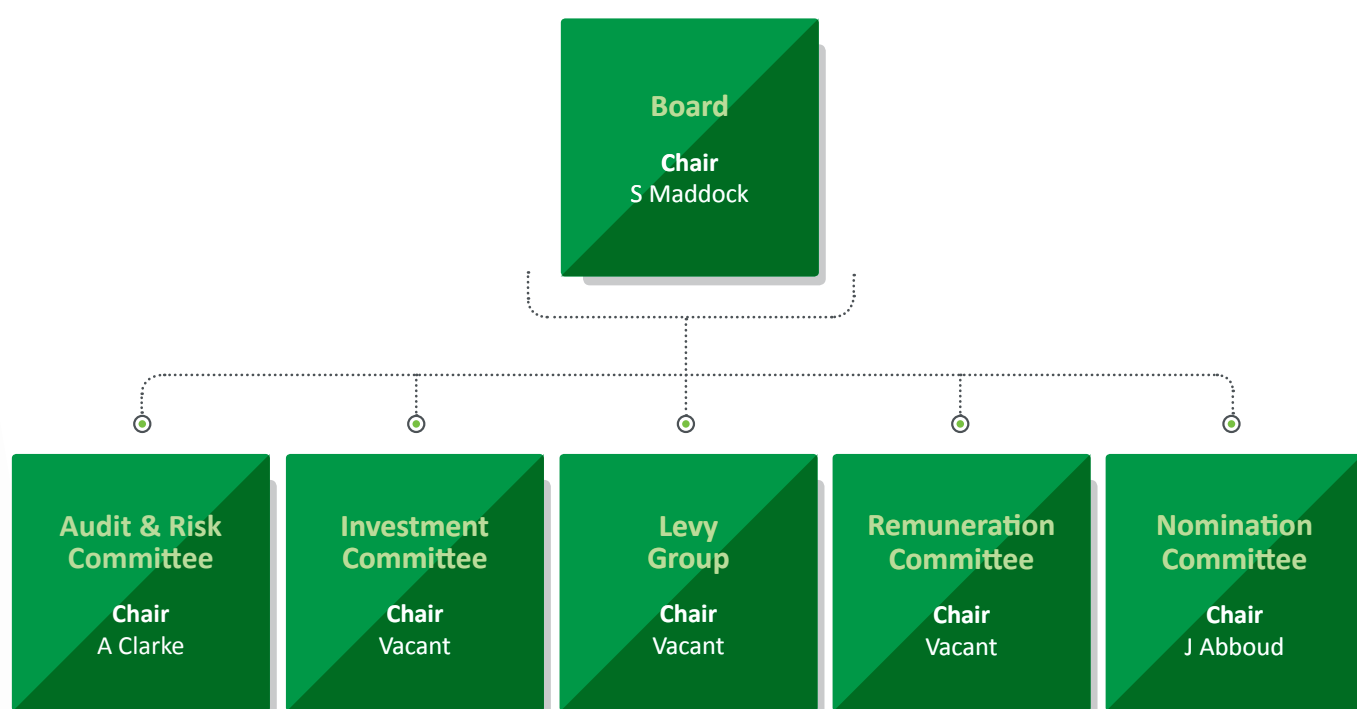 Board
Chair
S Maddock
Audit & Risk
Committee
Chair
A Clarke
Investment
Committee
Chair
Vacant
Levy
Group
Chair
Vacant
Remuneration
Committee
Chair
Vacant
Nomination
Committee
Chair
J Abboud